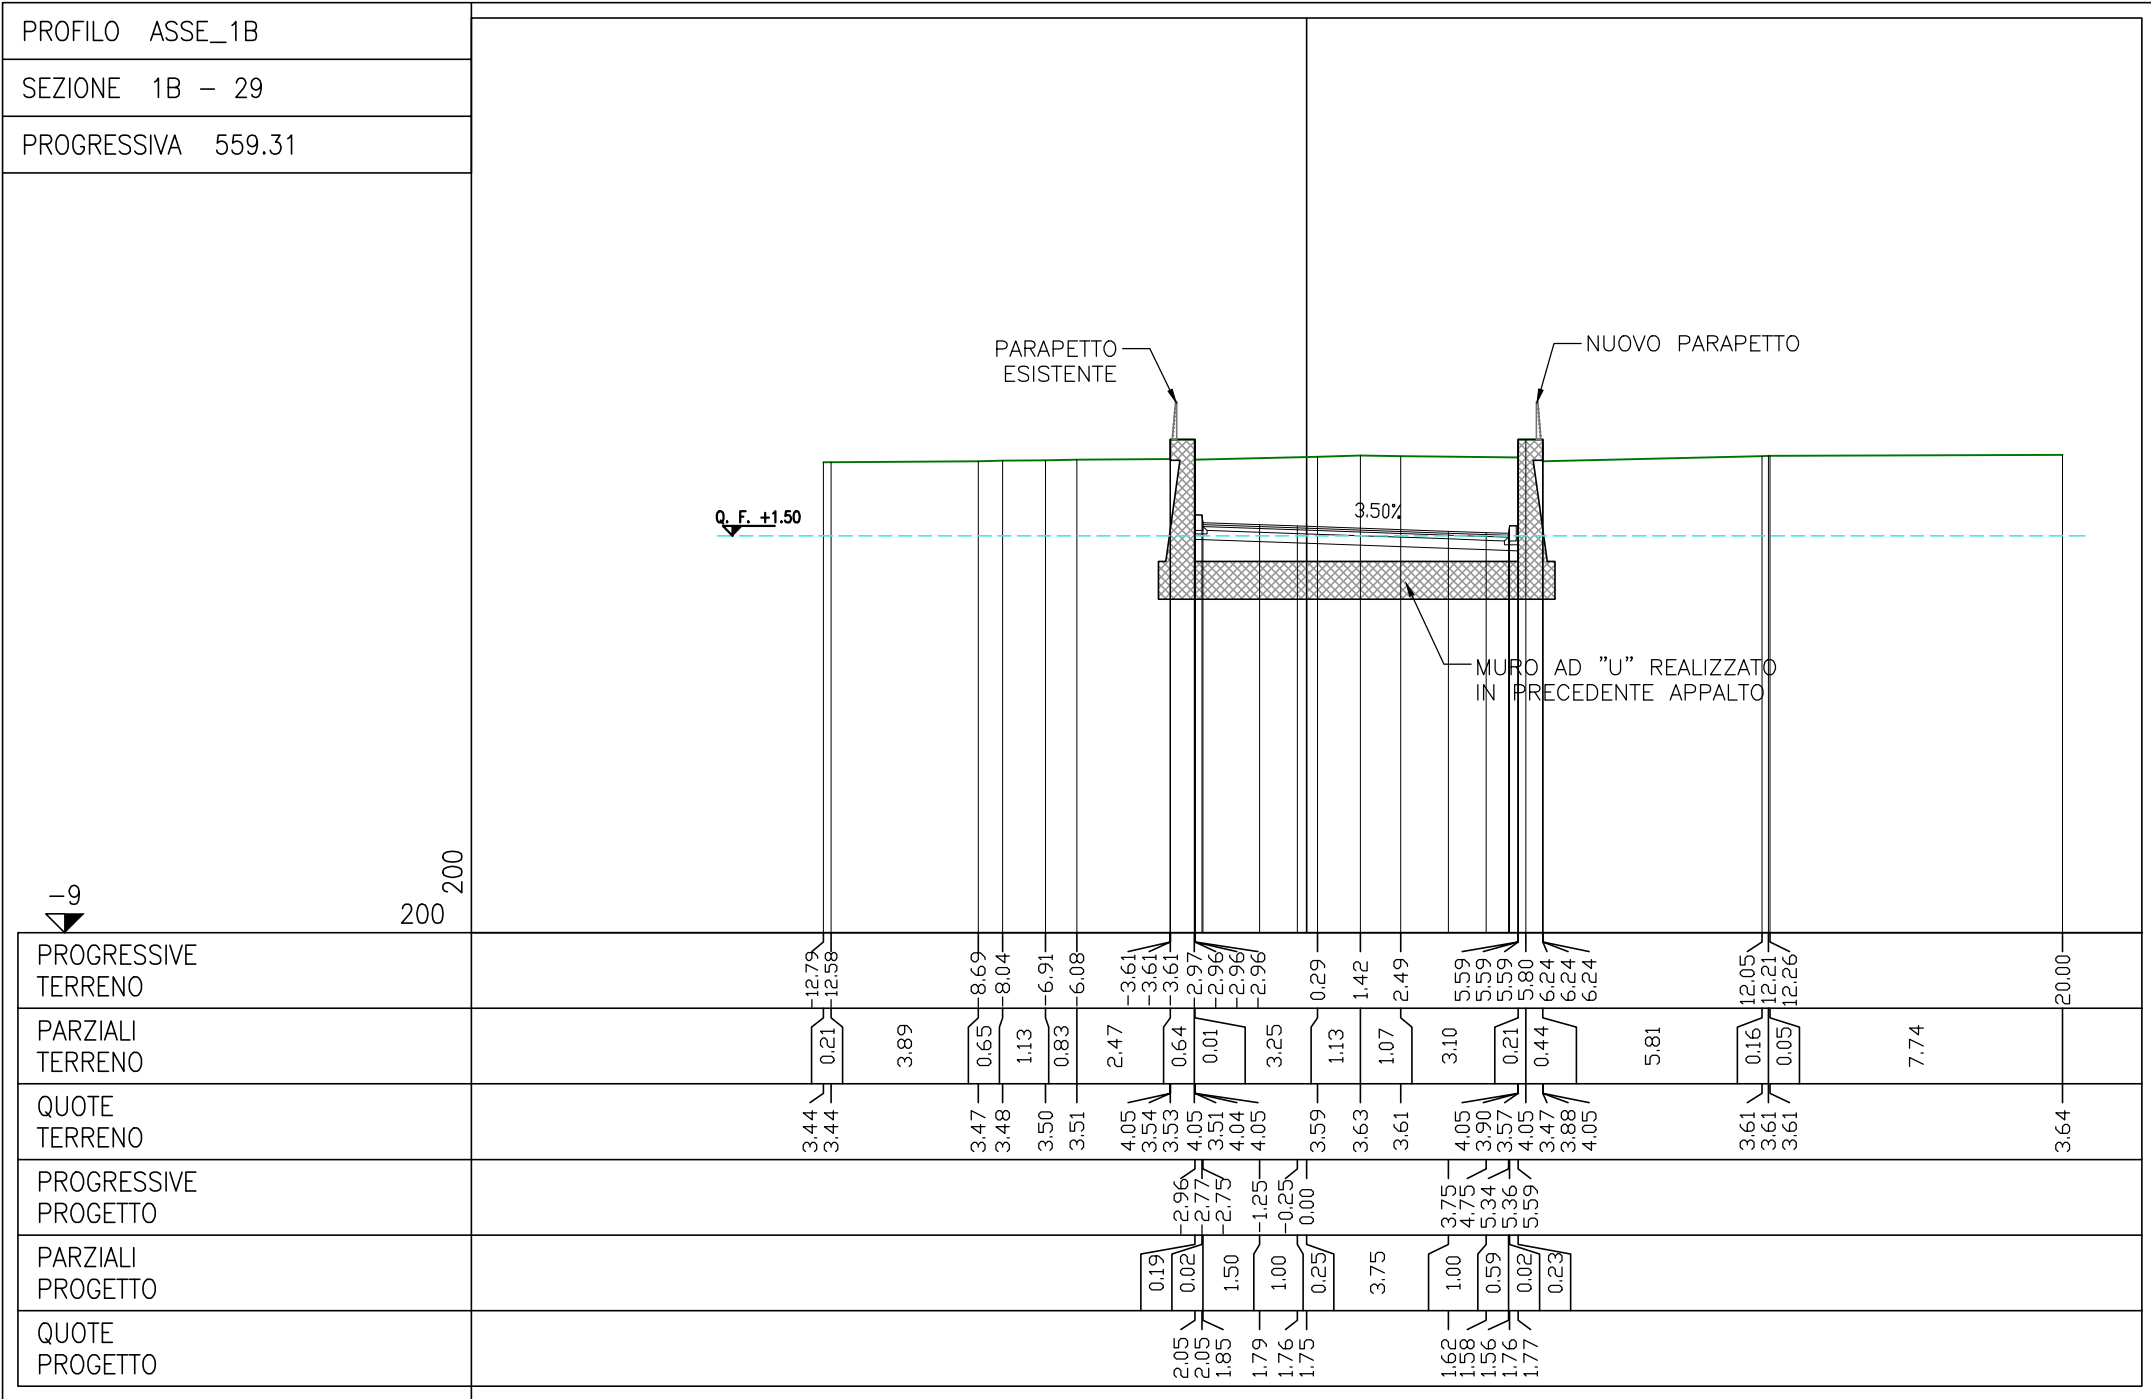 PROFILO ASSE_1B
SEZIONE 1B - 29
PROGRESSIVA 559.31
PARAPETTO
ESISTENTE
NUOVO PARAPETTO
3.50%
Q. F. +1.50
MURO AD "U" REALIZZATO
IN PRECEDENTE APPALTO
-9
200
200
PROGRESSIVE
TERRENO
-12.79 -12.58 -8.69 -8.04 -6.91 -6.08 -3.61 -3.61 -3.61 -2.97 -2.96 -2.96 -2.96 0.29 1.42 2.49 5.59 5.59 5.59 5.80 6.24 6.24 6.24 12.05 12.21 12.26 20.00
PARZIALI
TERRENO
0.21 3.89 0.65 1.13 0.83 2.47 0.64 0.01 3.25 1.13 1.07 3.10 0.21 0.44 5.81 0.16 0.05 7.74
QUOTE
TERRENO
3.44 3.44 3.47 3.48 3.50 3.51 4.05 3.54 3.53 4.05 3.51 4.04 4.05 3.59 3.63 3.61 4.05 3.90 3.57 4.05 3.47 3.88 4.05 3.61 3.61 3.61 3.64
PROGRESSIVE
PROGETTO
-2.96 -2.77 -2.75 -1.25 -0.25 0.00 3.75 4.75 5.34 5.36 5.59
PARZIALI
PROGETTO
0.19 0.02 1.50 1.00 0.25 3.75 1.00 0.59 0.02 0.23
QUOTE
PROGETTO
2.05 2.05 1.85 1.79 1.76 1.75 1.62 1.58 1.56 1.76 1.77